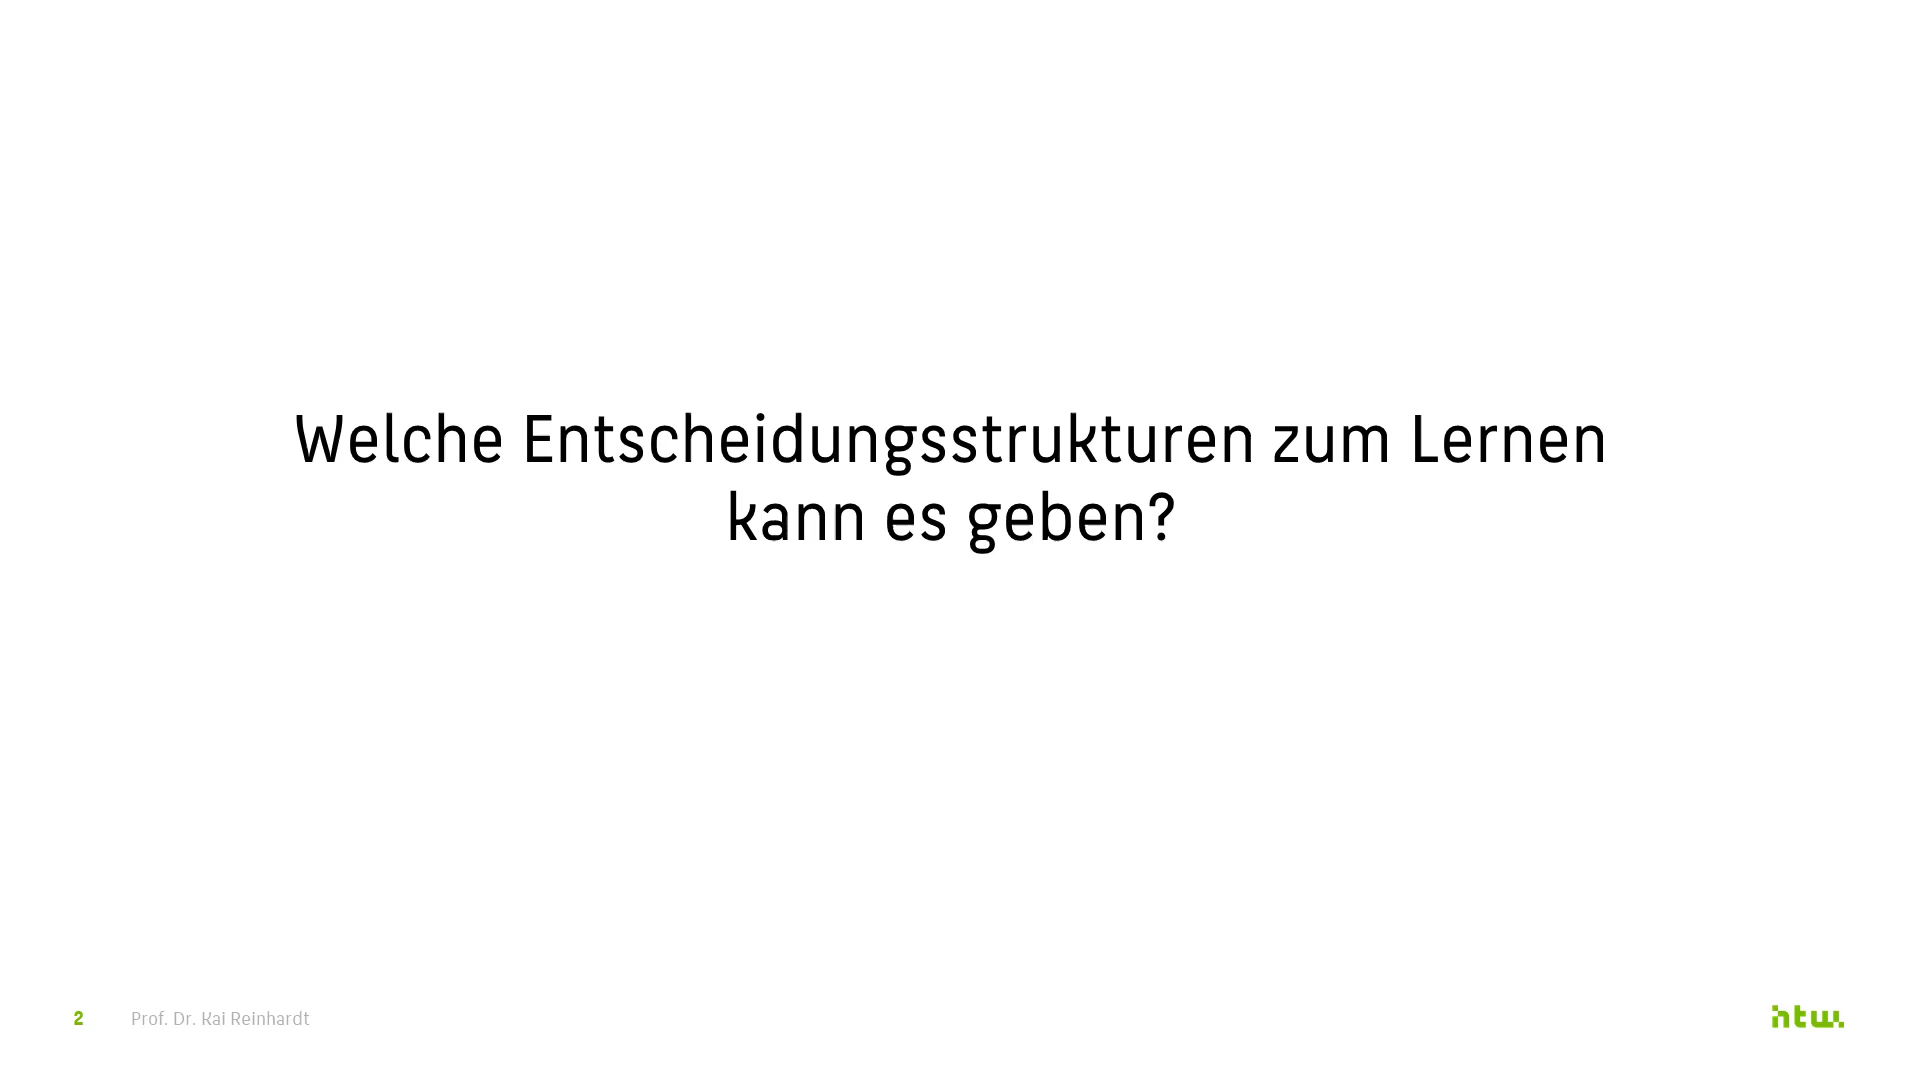 Welche Entscheidungsstrukturen zum Lernen
kann es geben?
2 Prof. Dr. Kai Reinhardt
htw.